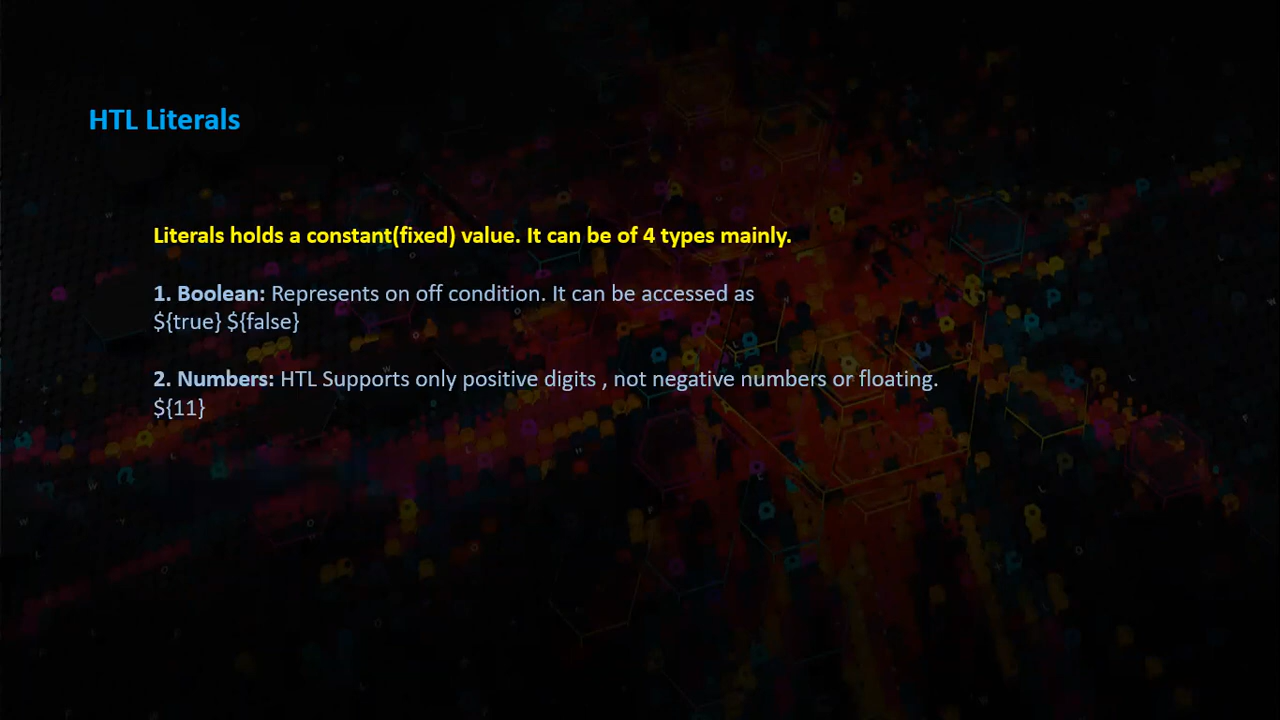 HTL Literals
Literals holds a constant(fixed) value. It can be of 4 types mainly.
1. Boolean: Represents on off condition. It can be accessed as
${true} ${false}
2. Numbers: HTL Supports only positive digits , not negative numbers or floating.
${11}